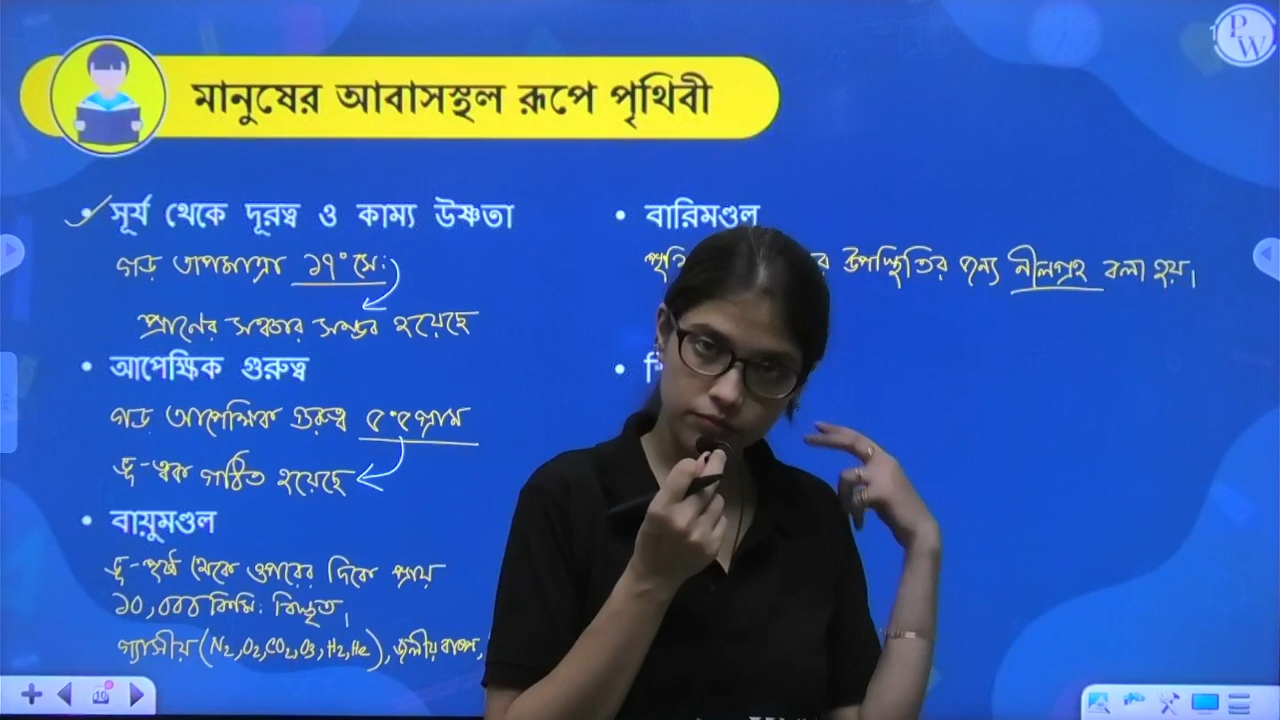 মানুষের আবাসস্থল রূপে পৃথিবী
PW
• সূর্য থেকে দূরত্ব ও কাম্য উষ্ণতা
গড় তাপমাত্রা ১৭° সে:
প্রাণের সঞ্চার সম্ভব হয়েছে
• আপেক্ষিক গুরুত্ব
গড় আপেক্ষিক গুরুত্ব ৫.৫ গ্রাম
ভূ-ত্বক গঠিত হয়েছে
• বায়ুমণ্ডল
ভূ-পৃষ্ঠ থেকে ওপরের দিকে প্রায়
১০,০০০ কিমি: বিস্তৃত।
গ্যাসীয় (N2, O2, CO2, O3, H2, He), জলীয় বাষ্প,
• বারিমণ্ডল
র উপস্থিতির জন্য নীলগ্রহ বলা হয়।
10